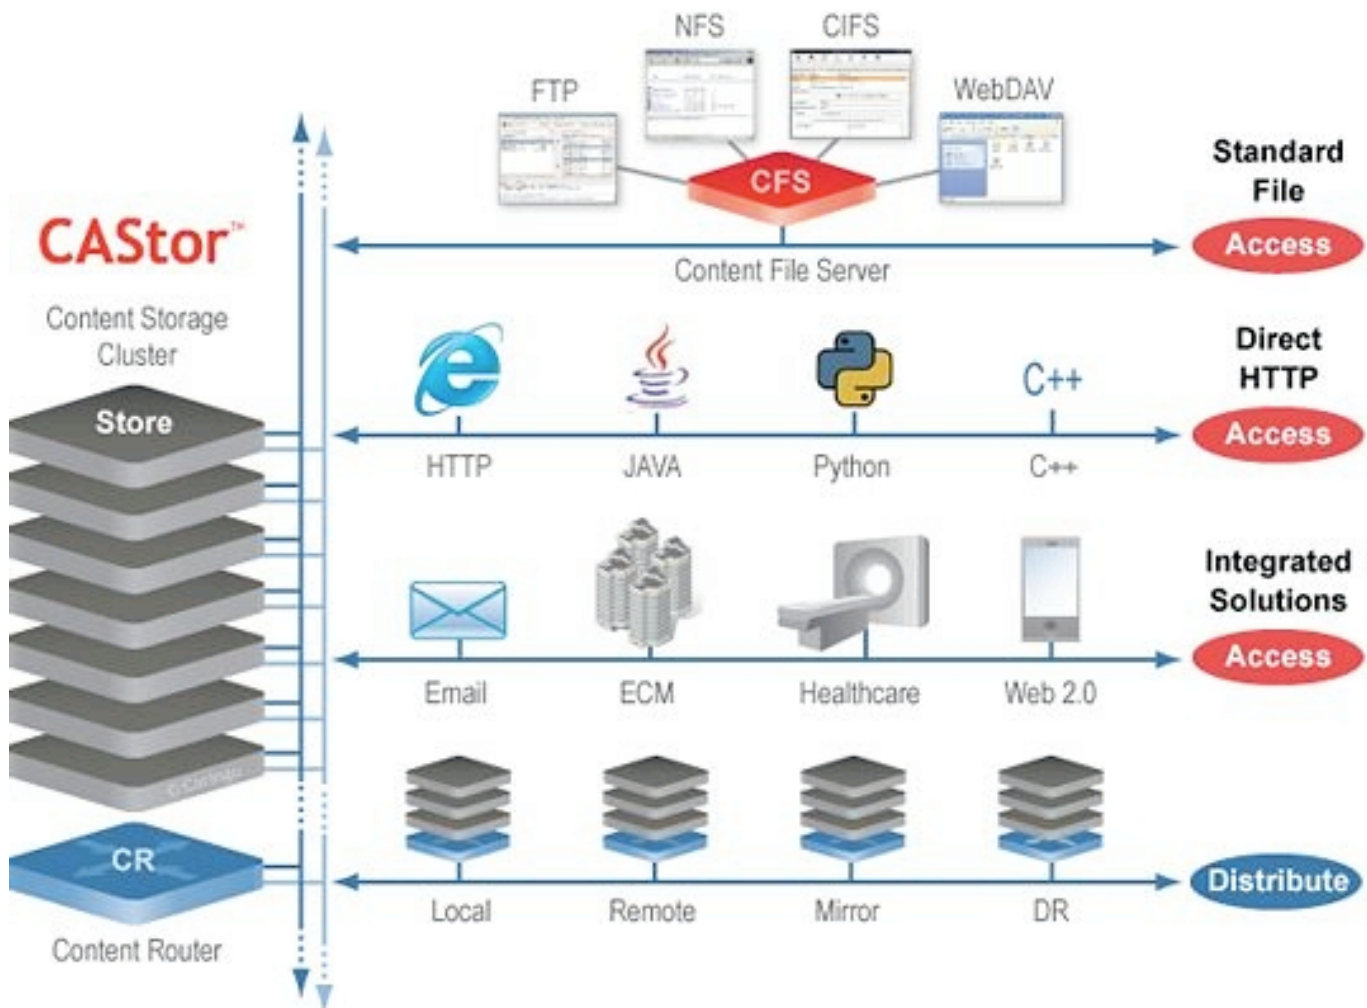 NFS
CIFS
FTP
WebDAV
CFS
Standard
File
Access
Content File Server
CAStor™
Content Storage
Cluster
Store
Direct
HTTP
C++
Access
HTTP
JAVA
Python
C++
Integrated
Solutions
Access
Email
ECM
Healthcare
Web 2.0
CR
Content Router
Distribute
Local
Remote
Mirror
DR